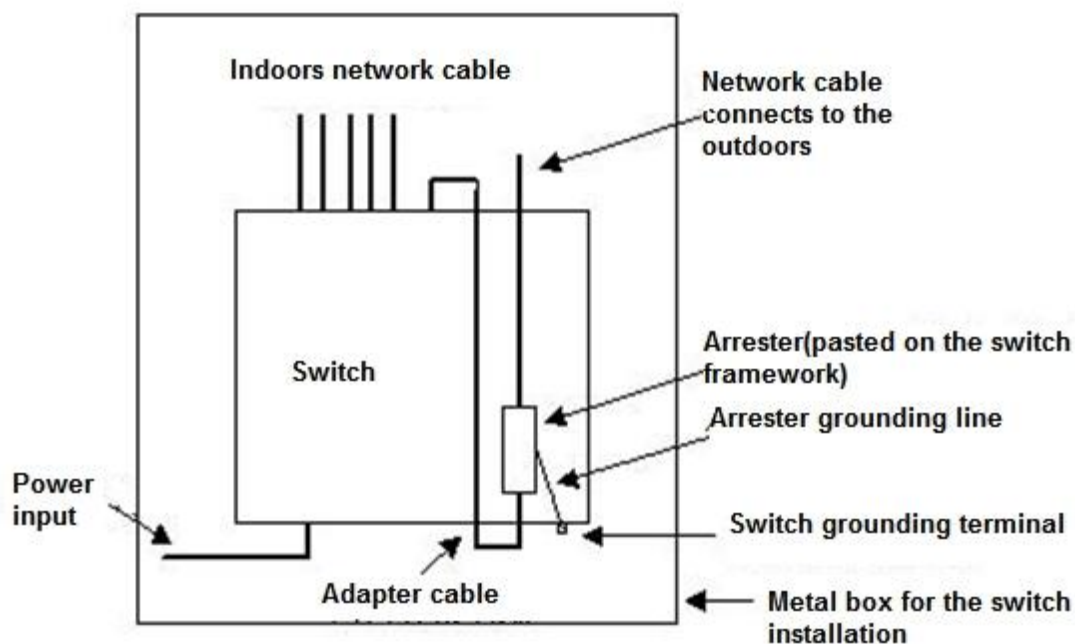 Indoors network cable
Network cable
connects to the
outdoors
Switch
Arrester(pasted on the switch
framework)
Arrester grounding line
Power
input
Switch grounding terminal
Adapter cable
Metal box for the switch
installation